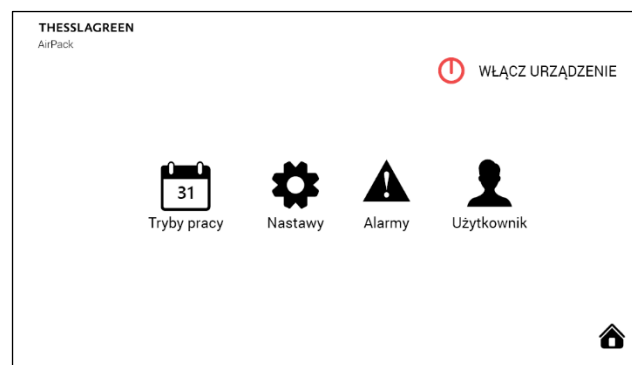 THESSLAGREEN
AirPack
WŁĄCZ URZĄDZENIE
31
Tryby pracy
Nastawy
Alarmy
Użytkownik